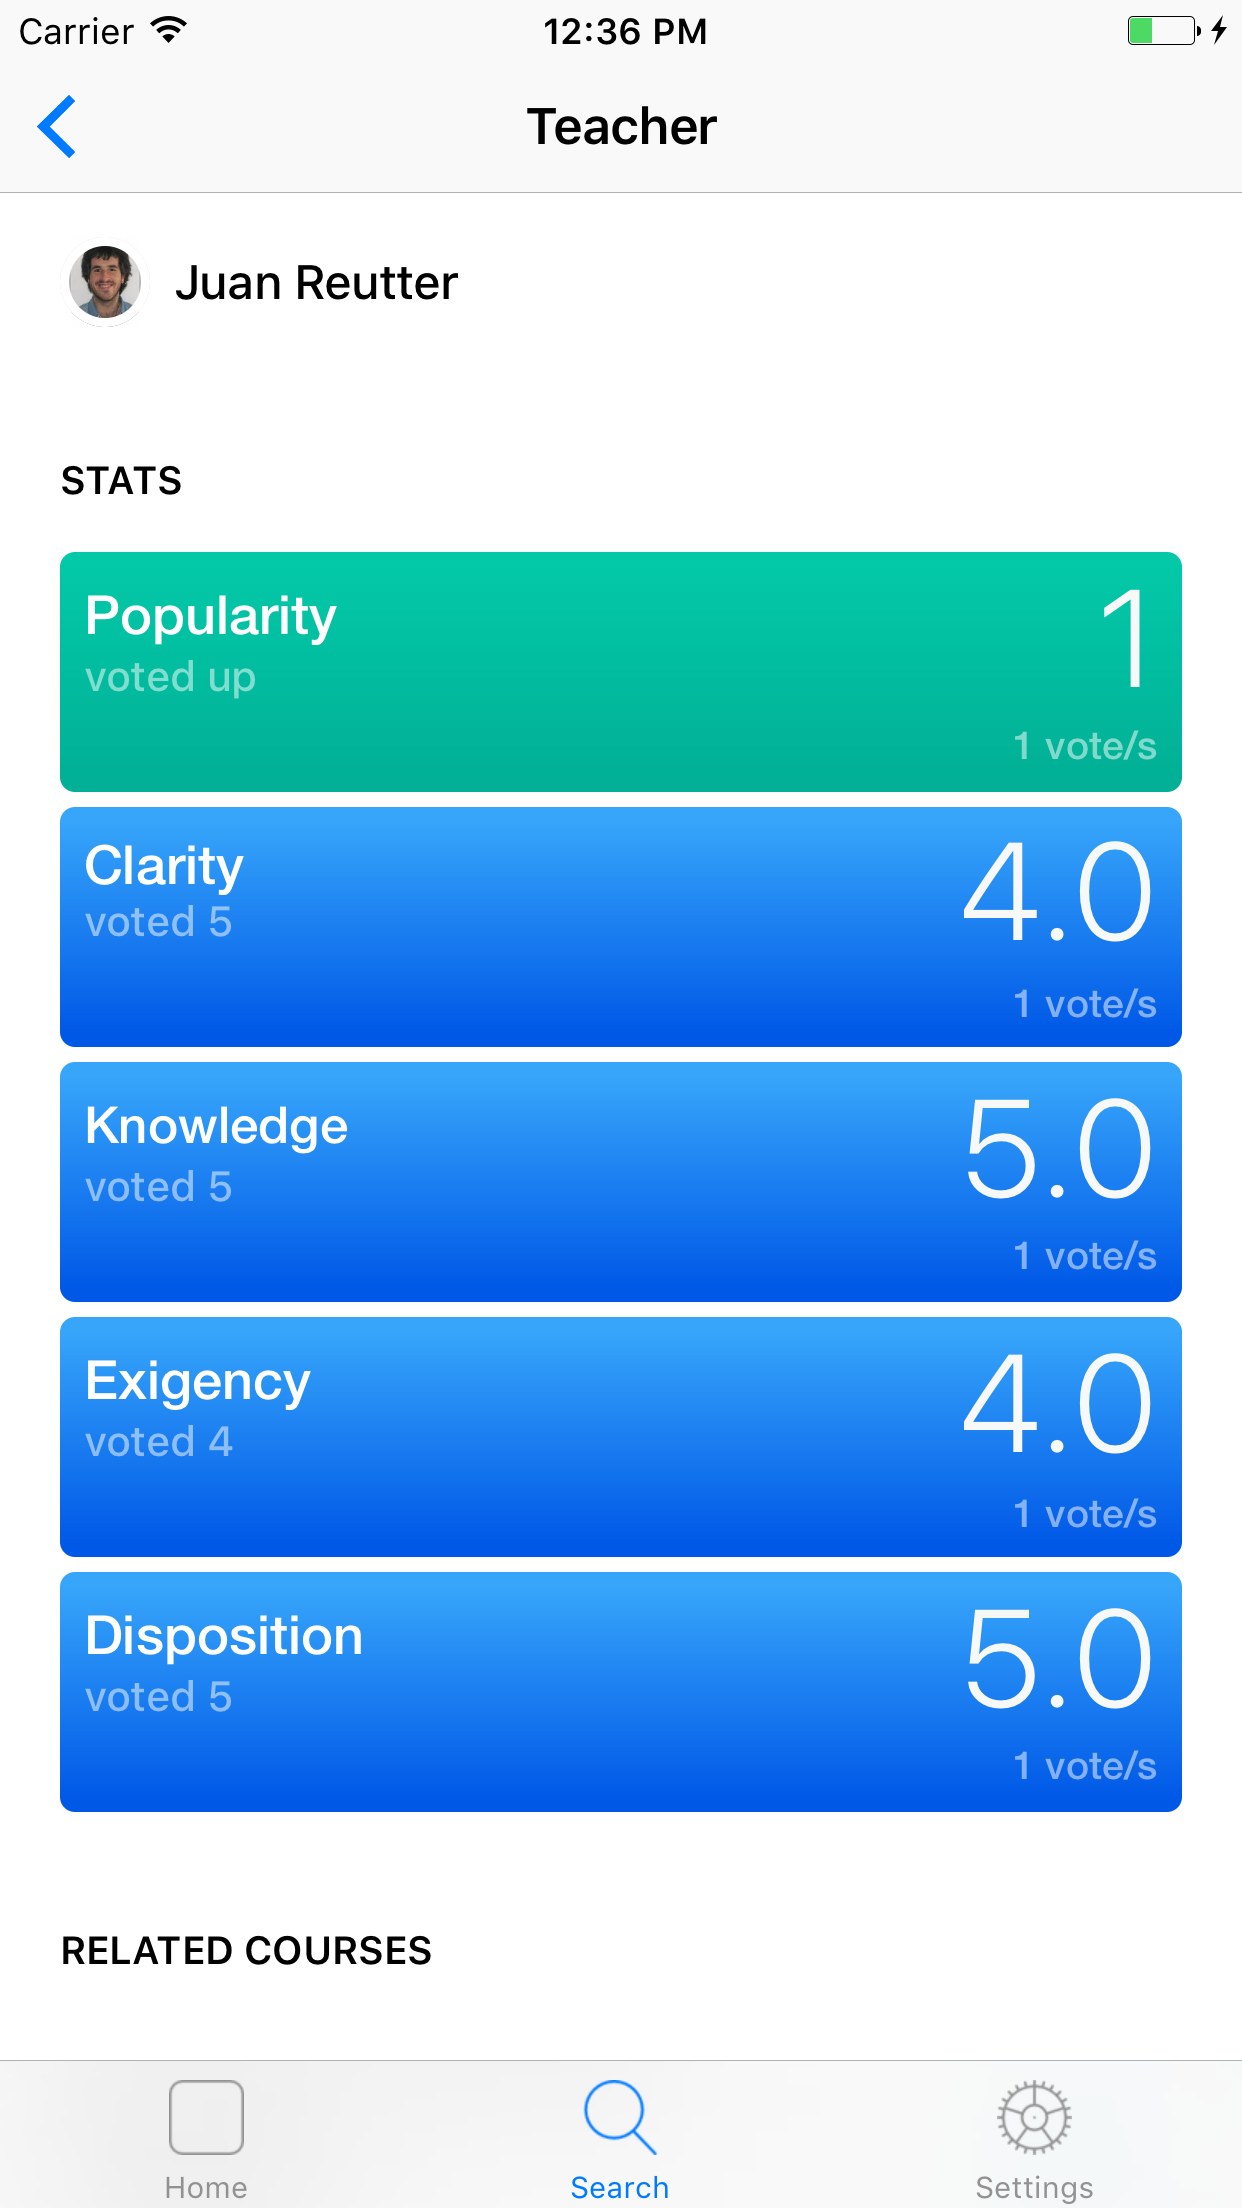 Carrier 12:36 PM
Teacher
Juan Reutter
STATS
Popularity 1
voted up
1 vote/s
Clarity 4.0
voted 5
1 vote/s
Knowledge 5.0
voted 5
1 vote/s
Exigency 4.0
voted 4
1 vote/s
Disposition 5.0
voted 5
1 vote/s
RELATED COURSES
Home Search Settings